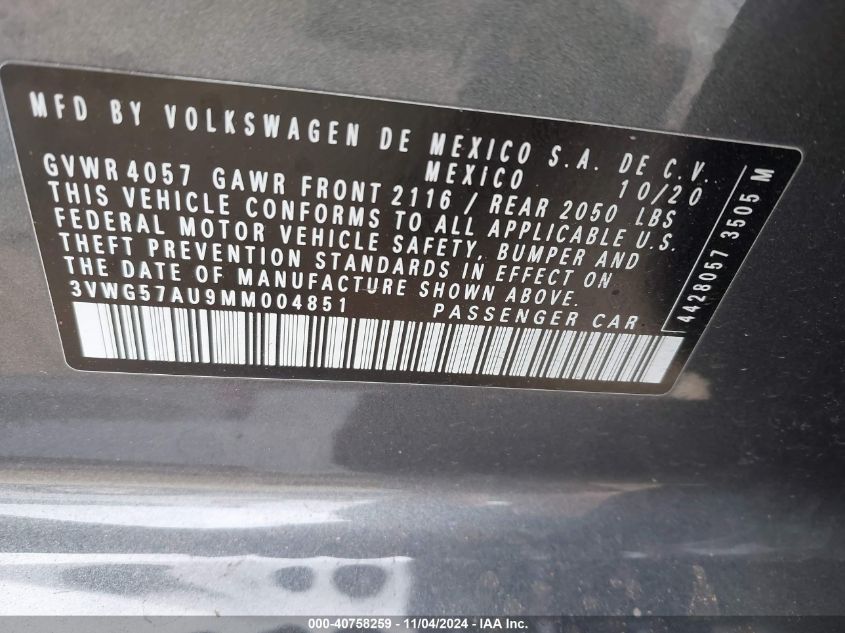 MFD BY VOLKSWAGEN DE MEXICO S.A. DE C.V.
MEXICO 10/20
GVWR 4057 GAWR FRONT 2116 / REAR 2050 LBS
THIS VEHICLE CONFORMS TO ALL APPLICABLE U.S.
FEDERAL MOTOR VEHICLE SAFETY, BUMPER AND
THEFT PREVENTION STANDARDS IN EFFECT ON
THE DATE OF MANUFACTURE SHOWN ABOVE.
3VWG57AU9MM004851 PASSENGER CAR
4428057 3505 M
000-40758259 - 11/04/2024 - IAA Inc.